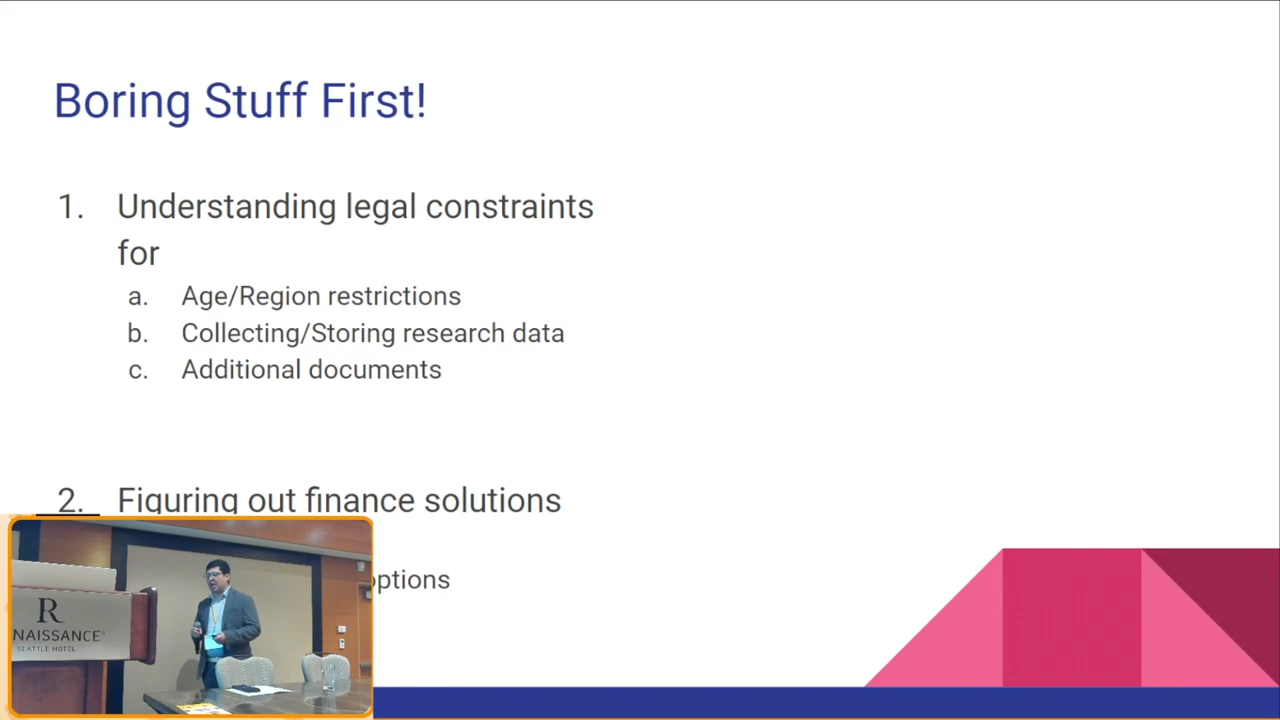 Boring Stuff First!
1. Understanding legal constraints
for
a. Age/Region restrictions
b. Collecting/Storing research data
c. Additional documents
2. Figuring out finance solutions
options
R
NAISSANCE
SEATTLE HOTEL